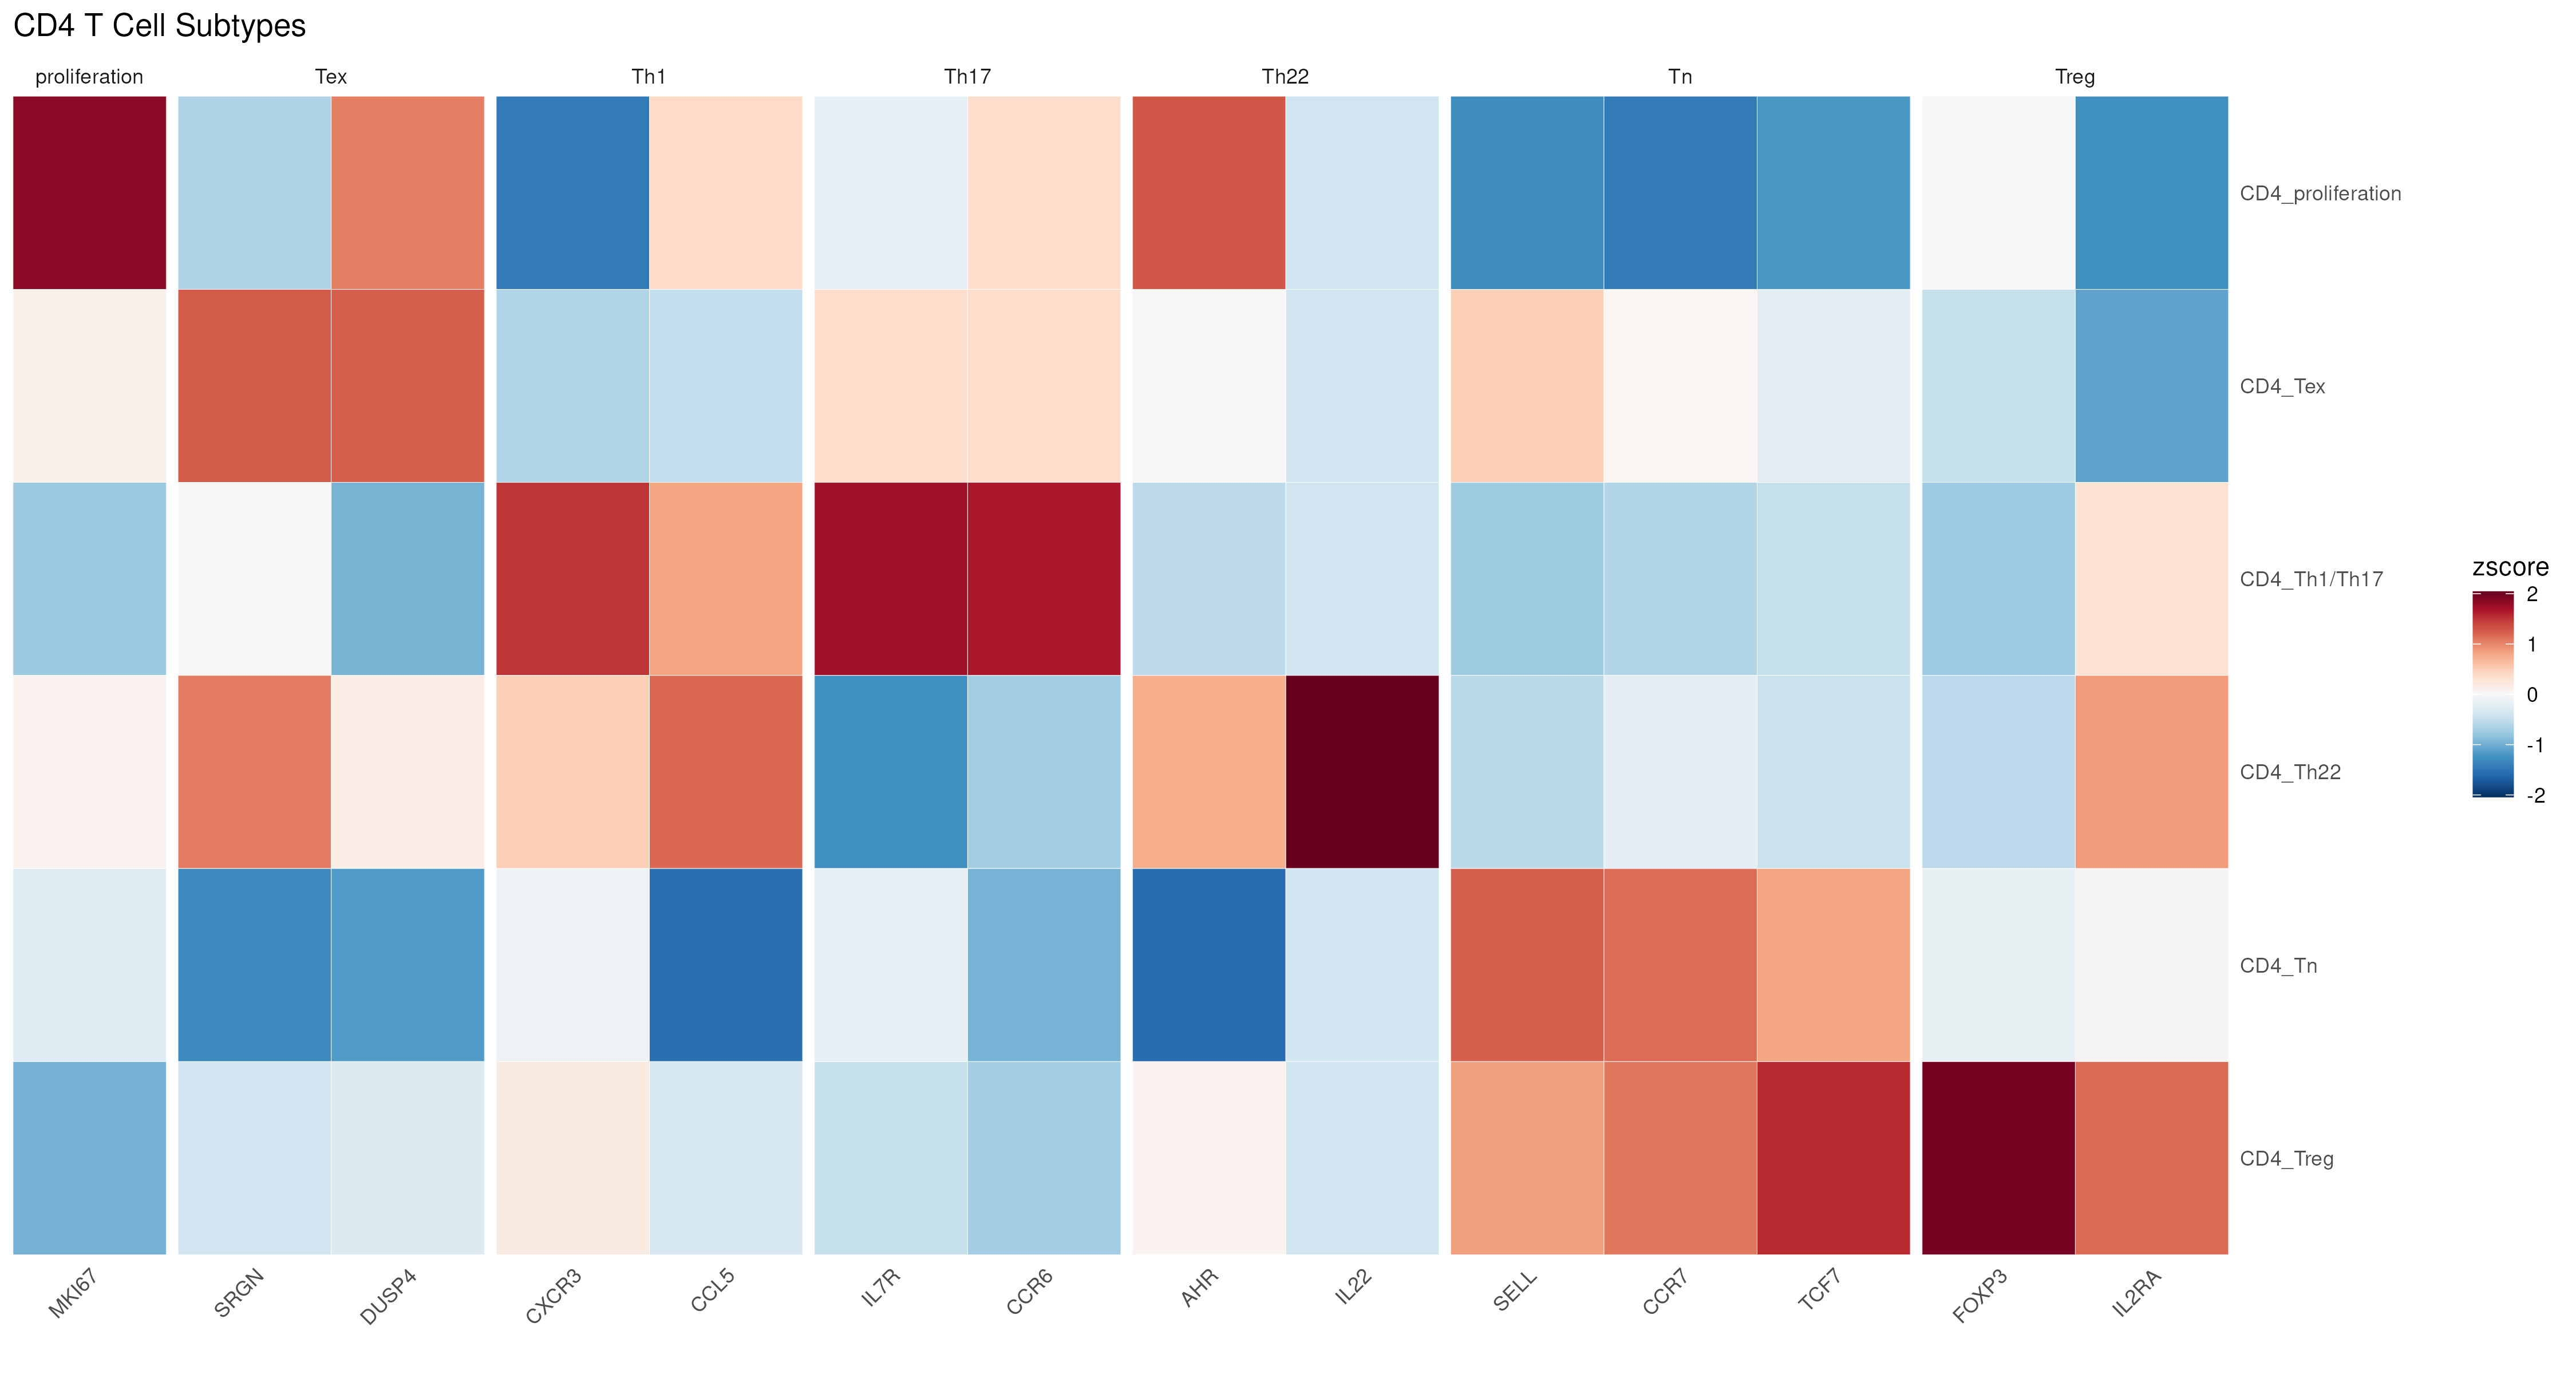 CD4 T Cell Subtypes
proliferation Tex Th1 Th17 Th22 Tn Treg
CD4_proliferation
CD4_Tex
CD4_Th1/Th17
CD4_Th22
CD4_Tn
CD4_Treg
MKI67 SRGN DUSP4 CXCR3 CCL5 IL7R CCR6 AHR IL22 SELL CCR7 TCF7 FOXP3 IL2RA
zscore
2
1
0
-1
-2